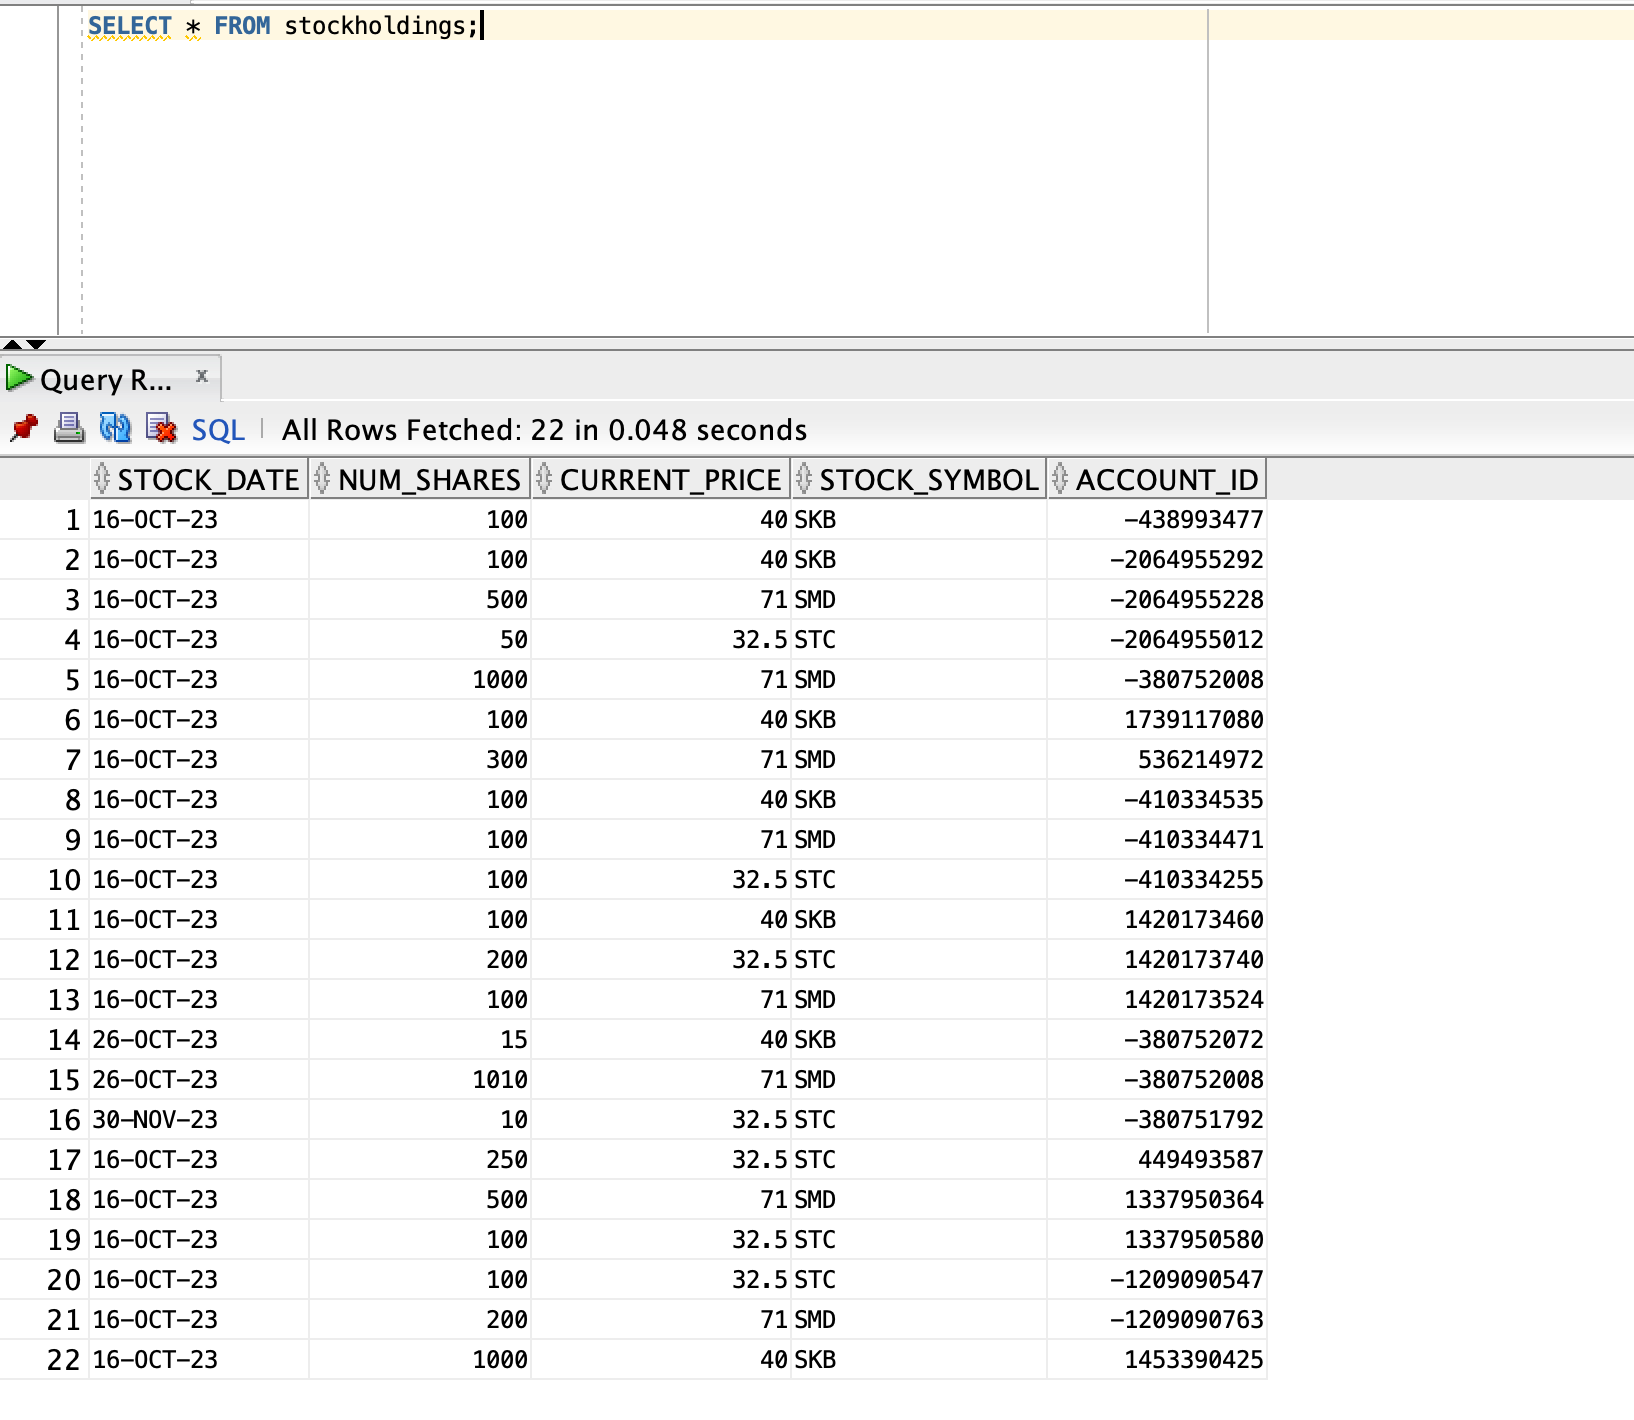 SELECT * FROM stockholdings;
Query R... x
SQL All Rows Fetched: 22 in 0.048 seconds
STOCK_DATE NUM_SHARES CURRENT_PRICE STOCK_SYMBOL ACCOUNT_ID
1 16-OCT-23 100 40 SKB -438993477
2 16-OCT-23 100 40 SKB -2064955292
3 16-OCT-23 500 71 SMD -2064955228
4 16-OCT-23 50 32.5 STC -2064955012
5 16-OCT-23 1000 71 SMD -380752008
6 16-OCT-23 100 40 SKB 1739117080
7 16-OCT-23 300 71 SMD 536214972
8 16-OCT-23 100 40 SKB -410334535
9 16-OCT-23 100 71 SMD -410334471
10 16-OCT-23 100 32.5 STC -410334255
11 16-OCT-23 100 40 SKB 1420173460
12 16-OCT-23 200 32.5 STC 1420173740
13 16-OCT-23 100 71 SMD 1420173524
14 26-OCT-23 15 40 SKB -380752072
15 26-OCT-23 1010 71 SMD -380752008
16 30-NOV-23 10 32.5 STC -380751792
17 16-OCT-23 250 32.5 STC 449493587
18 16-OCT-23 500 71 SMD 1337950364
19 16-OCT-23 100 32.5 STC 1337950580
20 16-OCT-23 100 32.5 STC -1209090547
21 16-OCT-23 200 71 SMD -1209090763
22 16-OCT-23 1000 40 SKB 1453390425